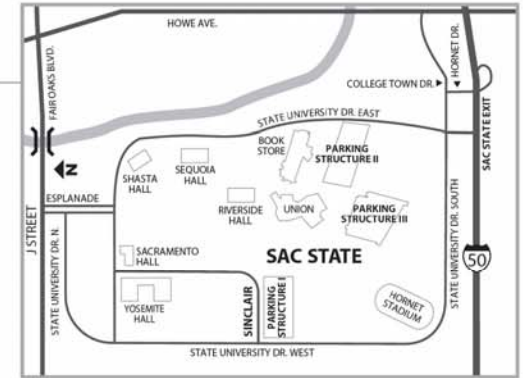 HOWE AVE.
FAIR OAKS BLVD.
HORNET DR.
COLLEGE TOWN DR.
STATE UNIVERSITY DR. EAST
SAC STATE EXIT
BOOK
STORE
PARKING
STRUCTURE II
N
SHASTA
HALL
SEQUOIA
HALL
ESPLANADE
RIVERSIDE
HALL
UNION
PARKING
STRUCTURE III
J STREET
STATE UNIVERSITY DR. N.
SACRAMENTO
HALL
SAC STATE
STATE UNIVERSITY DR. SOUTH
50
YOSEMITE
HALL
SINCLAIR
PARKING
STRUCTURE I
HORNET
STADIUM
STATE UNIVERSITY DR. WEST